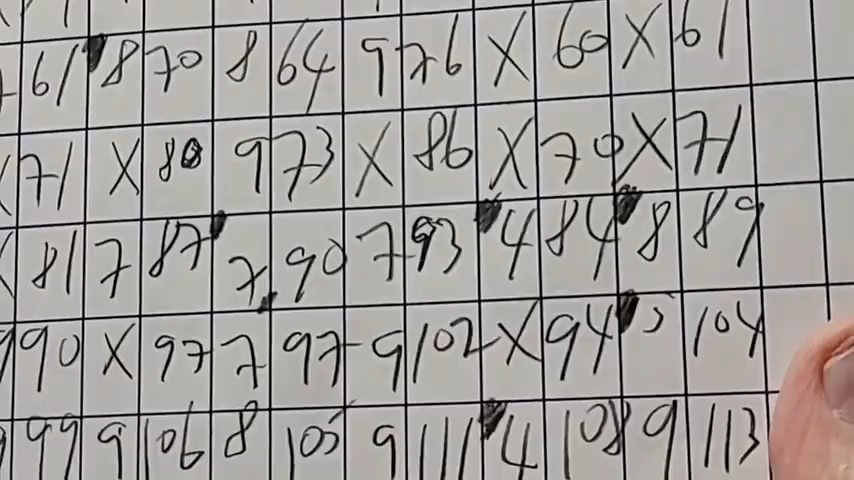 61 8 70 8 64 9 76 X 60 X 61
71 X 80 9 73 X 86 X 70 X 71
81 7 87 7 90 7 93 4 84 8 89
90 X 97 7 97 9 102 X 94 5 104
99 9 106 8 105 9 111 4 108 9 113